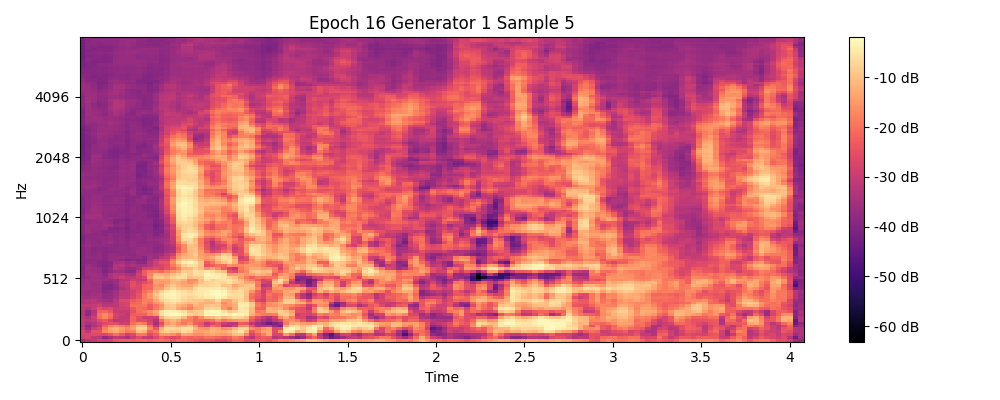 Epoch 16 Generator 1 Sample 5
Hz
4096
2048
1024
512
0
0
0.5
1
1.5
2
2.5
3
3.5
4
Time
-10 dB
-20 dB
-30 dB
-40 dB
-50 dB
-60 dB